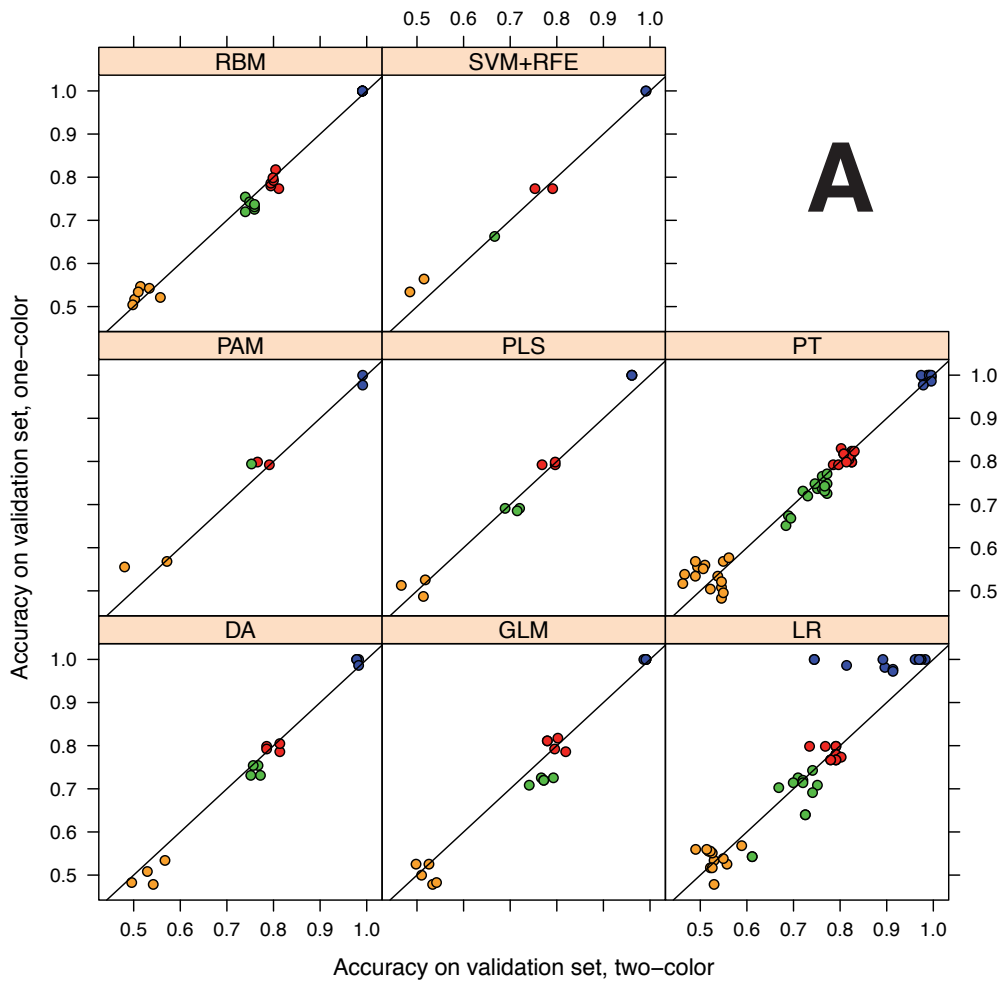 0.5 0.6 0.7 0.8 0.9 1.0
RBM SVM+RFE
1.0
0.9
0.8
0.7
0.6
0.5
A
PAM PLS PT
1.0
0.9
0.8
0.7
0.6
0.5
DA GLM LR
1.0
0.9
0.8
0.7
0.6
0.5
0.5 0.6 0.7 0.8 0.9 1.0 0.5 0.6 0.7 0.8 0.9 1.0
Accuracy on validation set, one−color
Accuracy on validation set, two−color